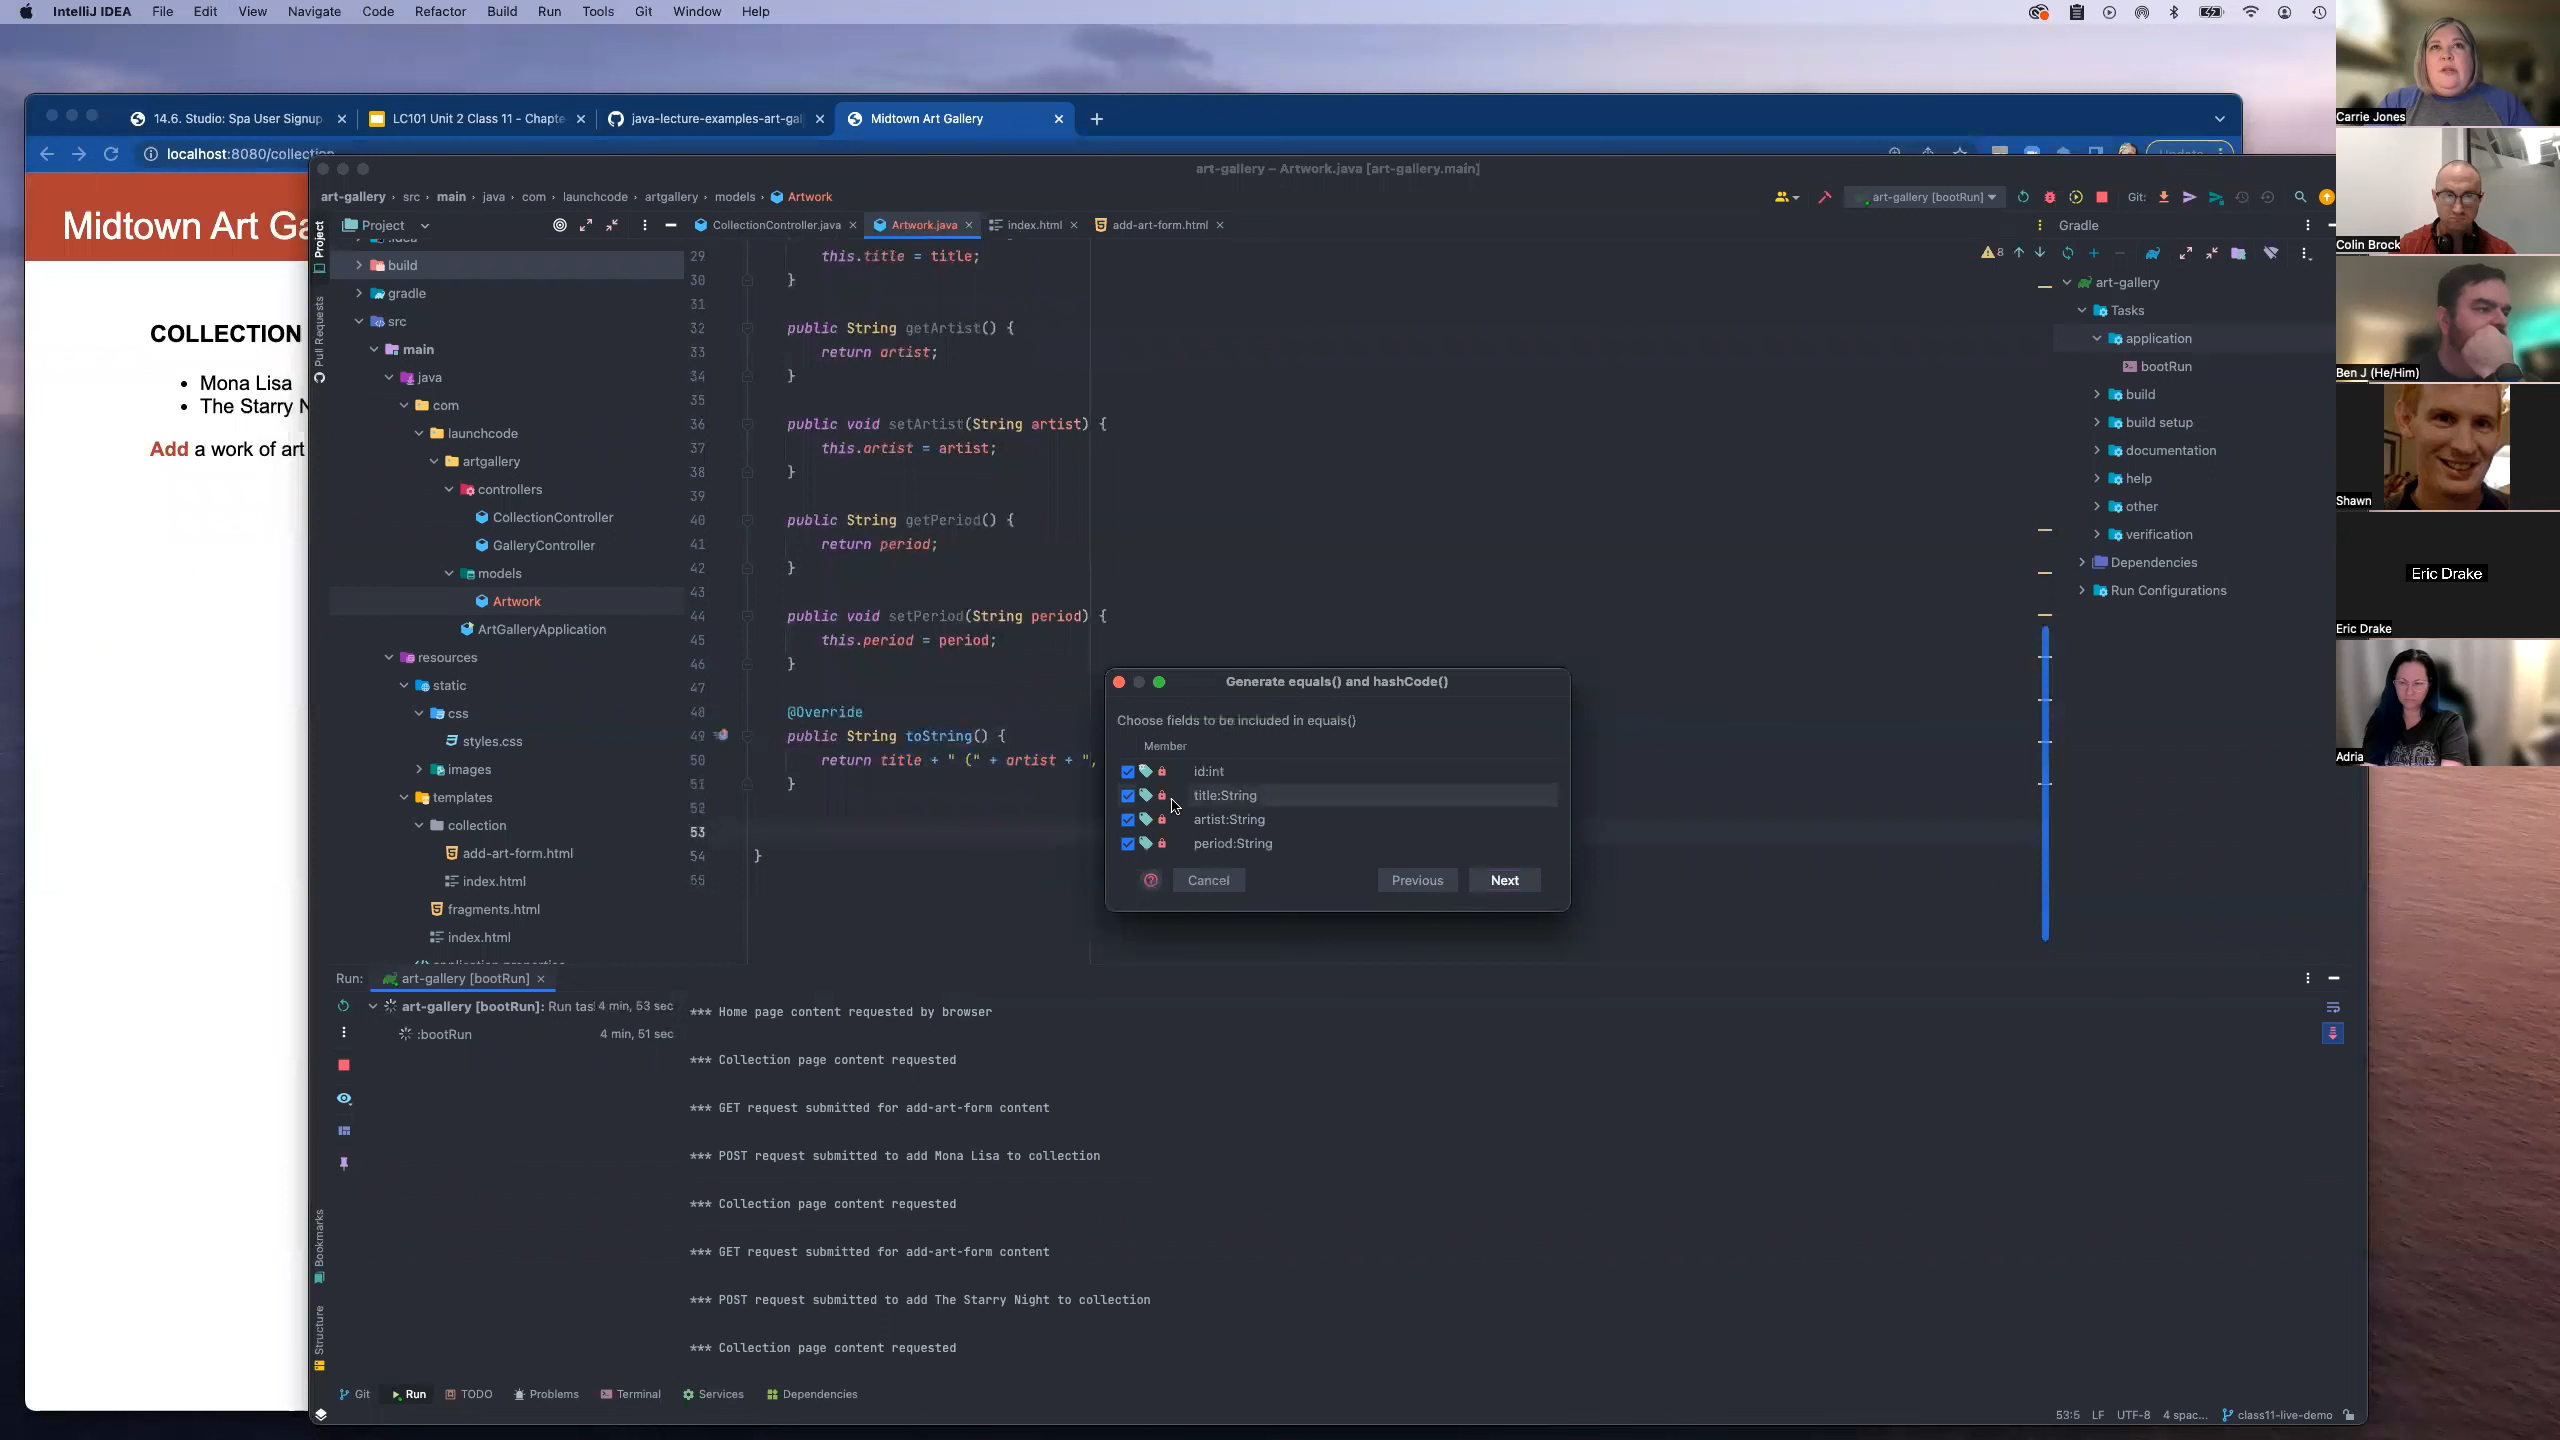 IntelliJ IDEA File Edit View Navigate Code Refactor Build Run Tools Git Window Help
14.6. Studio: Spa User Signup
LC101 Unit 2 Class 11 - Chapte
java-lecture-examples-art-gal
Midtown Art Gallery
localhost:8080/collection
Midtown Art Ga
COLLECTION
Mona Lisa
The Starry N
Add a work of art
art-gallery – Artwork.java [art-gallery.main]
art-gallery src main java com launchcode artgallery models Artwork
art-gallery [bootRun]
Git:
Project
CollectionController.java
Artwork.java
index.html
add-art-form.html
Gradle
Project
Pull Requests
Bookmarks
Structure
build
gradle
src
main
java
com
launchcode
artgallery
controllers
CollectionController
GalleryController
models
Artwork
ArtGalleryApplication
resources
static
css
styles.css
images
templates
collection
add-art-form.html
index.html
fragments.html
index.html
29 this.title = title;
30 }
31
32 public String getArtist() {
33 return artist;
34 }
35
36 public void setArtist(String artist) {
37 this.artist = artist;
38 }
39
40 public String getPeriod() {
41 return period;
42 }
43
44 public void setPeriod(String period) {
45 this.period = period;
46 }
47
48 @Override
49 public String toString() {
50 return title + " (" + artist + ",
51 }
52
53
54 }
55
8
Generate equals() and hashCode()
Choose fields to be included in equals()
Member
id:int
title:String
artist:String
period:String
Cancel
Previous
Next
art-gallery
Tasks
application
bootRun
build
build setup
documentation
help
other
verification
Dependencies
Run Configurations
Run: art-gallery [bootRun]
art-gallery [bootRun]: Run tas 4 min, 53 sec
:bootRun 4 min, 51 sec
*** Home page content requested by browser
*** Collection page content requested
*** GET request submitted for add-art-form content
*** POST request submitted to add Mona Lisa to collection
*** Collection page content requested
*** GET request submitted for add-art-form content
*** POST request submitted to add The Starry Night to collection
*** Collection page content requested
Git Run TODO Problems Terminal Services Dependencies
53:5 LF UTF-8 4 spac... class11-live-demo
Carrie Jones
Colin Brock
Ben J (He/Him)
Shawn
Eric Drake
Eric Drake
Adria